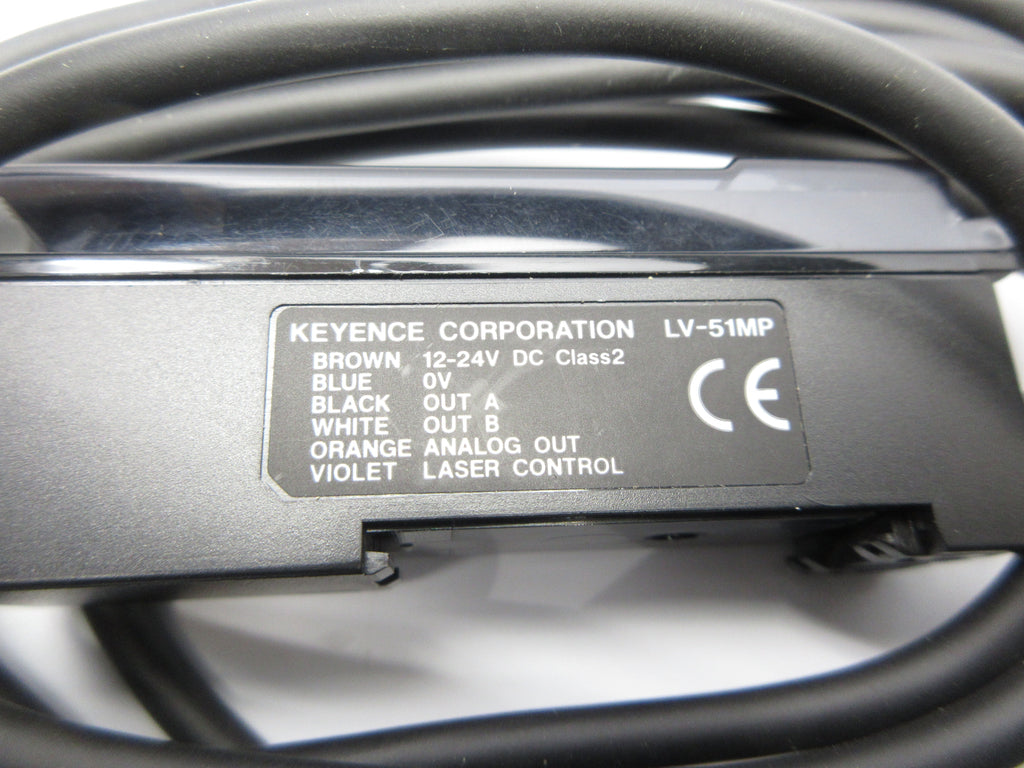 KEYENCE CORPORATION LV-51MP
BROWN 12-24V DC Class2
BLUE 0V
BLACK OUT A
WHITE OUT B
ORANGE ANALOG OUT
VIOLET LASER CONTROL
CE